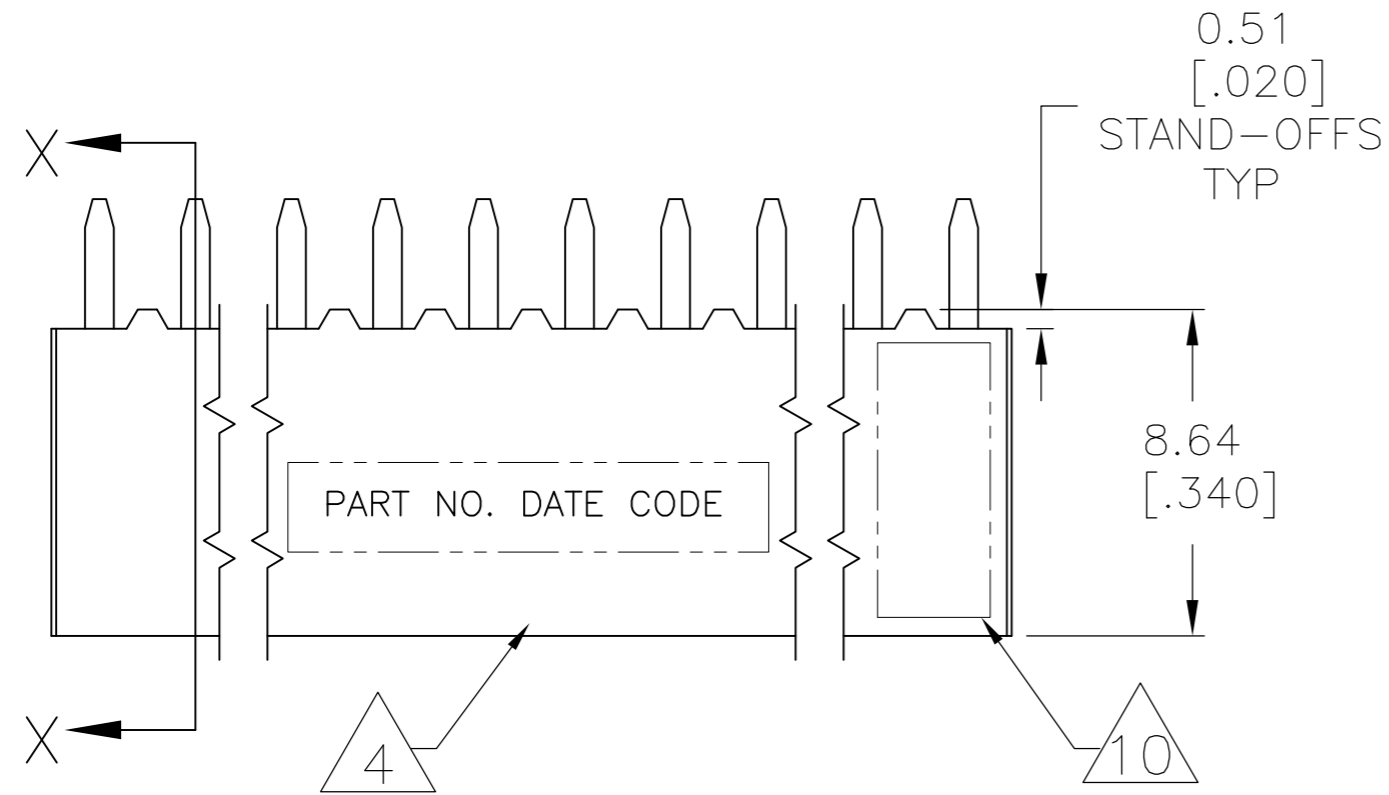 0.51
[.020]
STAND-OFFS
TYP
X
8.64
[.340]
PART NO. DATE CODE
X
4
10